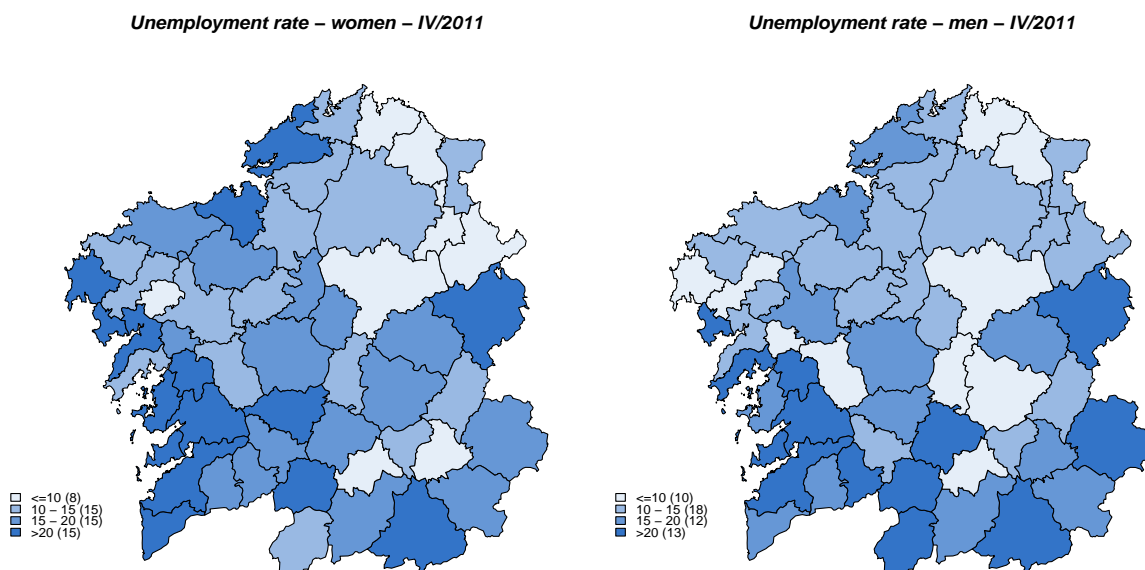 Unemployment rate – women – IV/2011
<=10 (8)
10 – 15 (15)
15 – 20 (15)
>20 (15)
Unemployment rate – men – IV/2011
<=10 (10)
10 – 15 (18)
15 – 20 (12)
>20 (13)